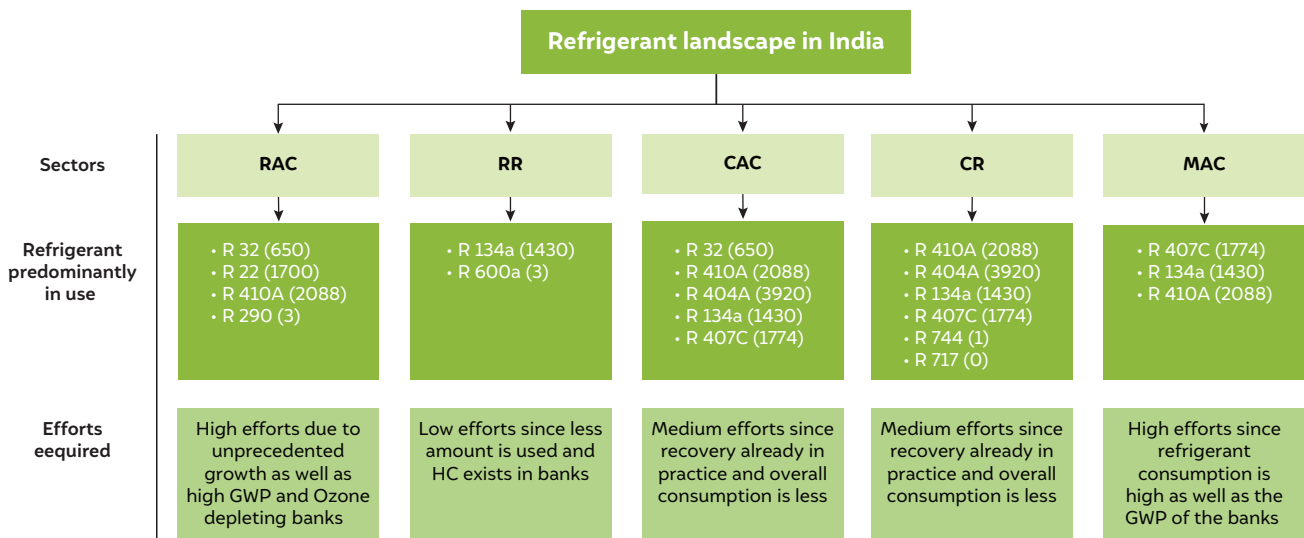 Refrigerant landscape in India
Sectors
RAC
RR
CAC
CR
MAC
Refrigerant
predominantly
in use
• R 32 (650)
• R 22 (1700)
• R 410A (2088)
• R 290 (3)
• R 134a (1430)
• R 600a (3)
• R 32 (650)
• R 410A (2088)
• R 404A (3920)
• R 134a (1430)
• R 407C (1774)
• R 410A (2088)
• R 404A (3920)
• R 134a (1430)
• R 407C (1774)
• R 744 (1)
• R 717 (0)
• R 407C (1774)
• R 134a (1430)
• R 410A (2088)
Efforts
eequired
High efforts due to
unprecedented
growth as well as
high GWP and Ozone
depleting banks
Low efforts since less
amount is used and
HC exists in banks
Medium efforts since
recovery already in
practice and overall
consumption is less
Medium efforts since
recovery already in
practice and overall
consumption is less
High efforts since
refrigerant
consumption is
high as well as the
GWP of the banks